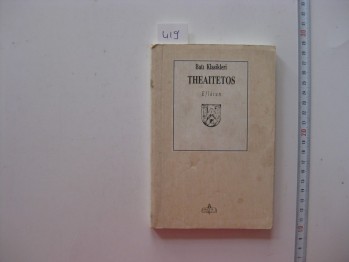 419
Batı Klasikleri
THEAITETOS
Eflâtun